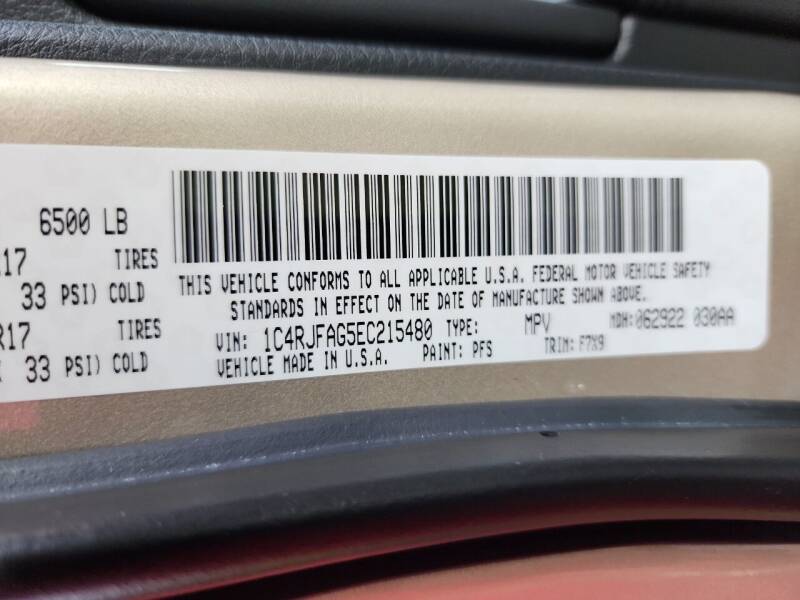 6500 LB
R17 TIRES
33 PSI) COLD
R17 TIRES
33 PSI) COLD
THIS VEHICLE CONFORMS TO ALL APPLICABLE U.S.A. FEDERAL MOTOR VEHICLE SAFETY
STANDARDS IN EFFECT ON THE DATE OF MANUFACTURE SHOWN ABOVE.
VIN: 1C4RJFAG5EC215480 TYPE: MPV MDH: 062922 030AA
VEHICLE MADE IN U.S.A. PAINT: PFS TRIM: F7X9